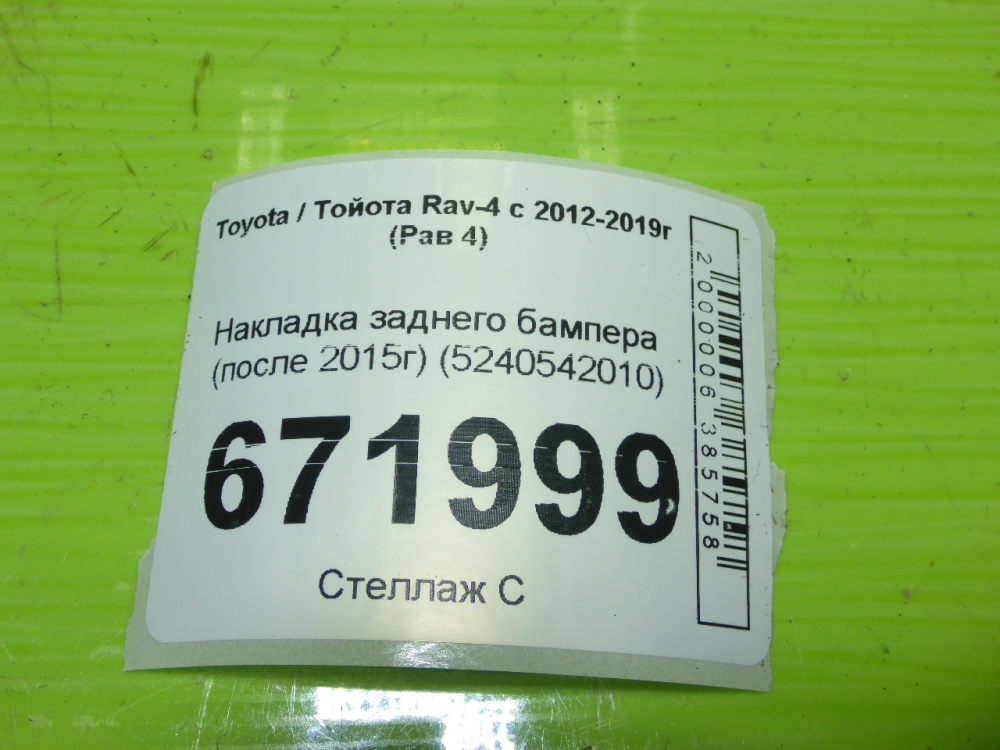 Toyota / Тойота Rav-4 с 2012-2019г
(Рав 4)
Накладка заднего бампера
(после 2015г) (5240542010)
671999
Стеллаж С
2000006385758